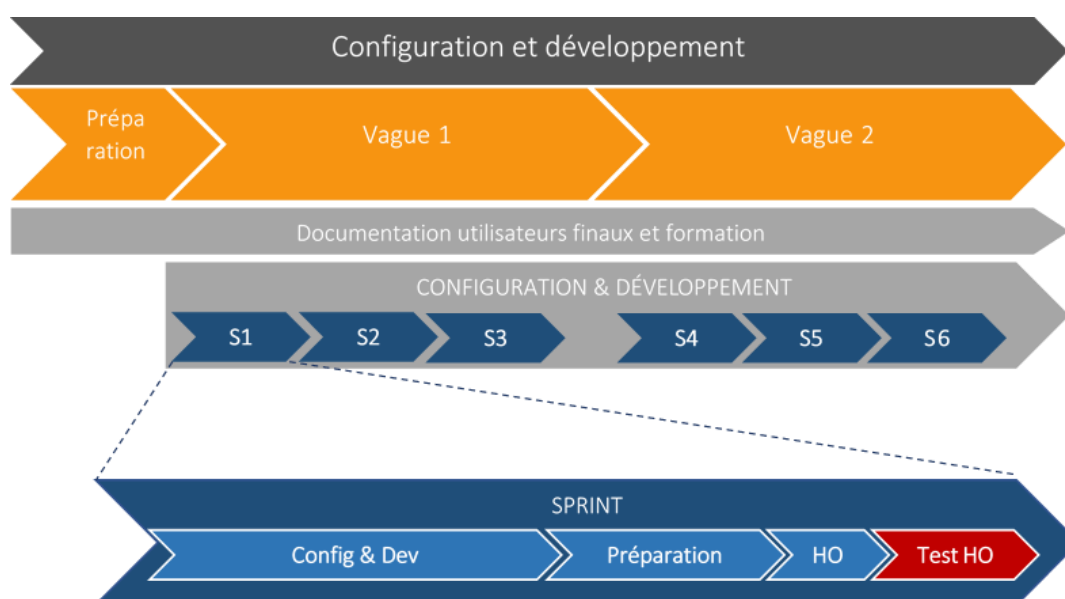 Configuration et développement
Prépa
ration
Vague 1
Vague 2
Documentation utilisateurs finaux et formation
CONFIGURATION & DÉVELOPPEMENT
S1
S2
S3
S4
S5
S6
SPRINT
Config & Dev
Préparation
HO
Test HO